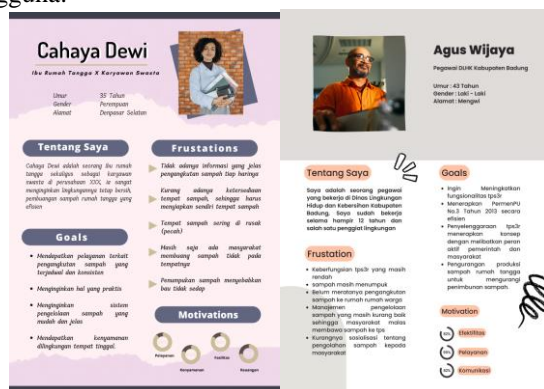 Cahaya Dewi
Ibu Rumah Tangga X Karyawan Swasta
Umur 35 Tahun
Gender Perempuan
Alamat Denpasar Selatan
Tentang Saya
Cahaya Dewi adalah seorang ibu rumah
tangga sekaligus sebagai karyawan
swasta di perusahaan XXX, ia sangat
menginginkan lingkungannya tetap bersih,
pembuangan sampah rumah tangga yang
efisien
Goals
Mendapatkan pelayanan terkait
pengangkutan sampah yang
terjadwal dan konsisten
Menginginkan hal yang praktis
Menginginkan sistem
pengelolaan sampah yang
mudah dan jelas
Mendapatkan kenyamanan
dilingkungan tempat tinggal.
Frustations
Tidak adanya informasi yang jelas
pengangkutan sampah tiap harinya
Kurang adanya ketersediaan
tempat sampah, sehingga harus
menyiapkan sendiri tempat sampah
Tempat sampah sering di rusak
(pecah)
Masih saja ada masyarakat
membuang sampah tidak pada
tempatnya
Penumpukan sampah menyebabkan
bau tidak sedap
Motivations
Pelayanan
Kenyamanan
Fasilitas
Keuangan
Agus Wijaya
Pegawai DLHK Kabupaten Badung
Umur : 43 Tahun
Gender : Laki - Laki
Alamat : Mengwi
Tentang Saya
Saya adalah seorang pegawai
yang bekerja di Dinas Lingkungan
Hidup dan Kebersihan Kabupaten
Badung, Saya sudah bekerja
selama hampir 12 tahun dan
salah satu penggiat lingkungan
Frustation
Keberfungsian tps3r yang masih
rendah
sampah masih menumpuk
Belum meratanya pengangkutan
sampah ke rumah rumah warga
Manajemen pengelolaan
sampah yang masih kurang baik
sehingga masyarakat malas
membawa sampah ke tps
Kurangnya sosialisasi tentang
pengolahan sampah kepada
masyarakat
Goals
Ingin Meningkatkan
fungsionalitas tps3r
Menerapkan PermenPU
No.3 Tahun 2013 secara
efisien
Penyelenggaraan tps3r
menerapkan konsep
dengan melibatkan peran
aktif pemerintah dan
masyarakat
Pengurangan produksi
sampah rumah tangga
untuk mengurangi
penimbunan sampah.
Motivation
Efektifitas
Pelayanan
Komunikasi